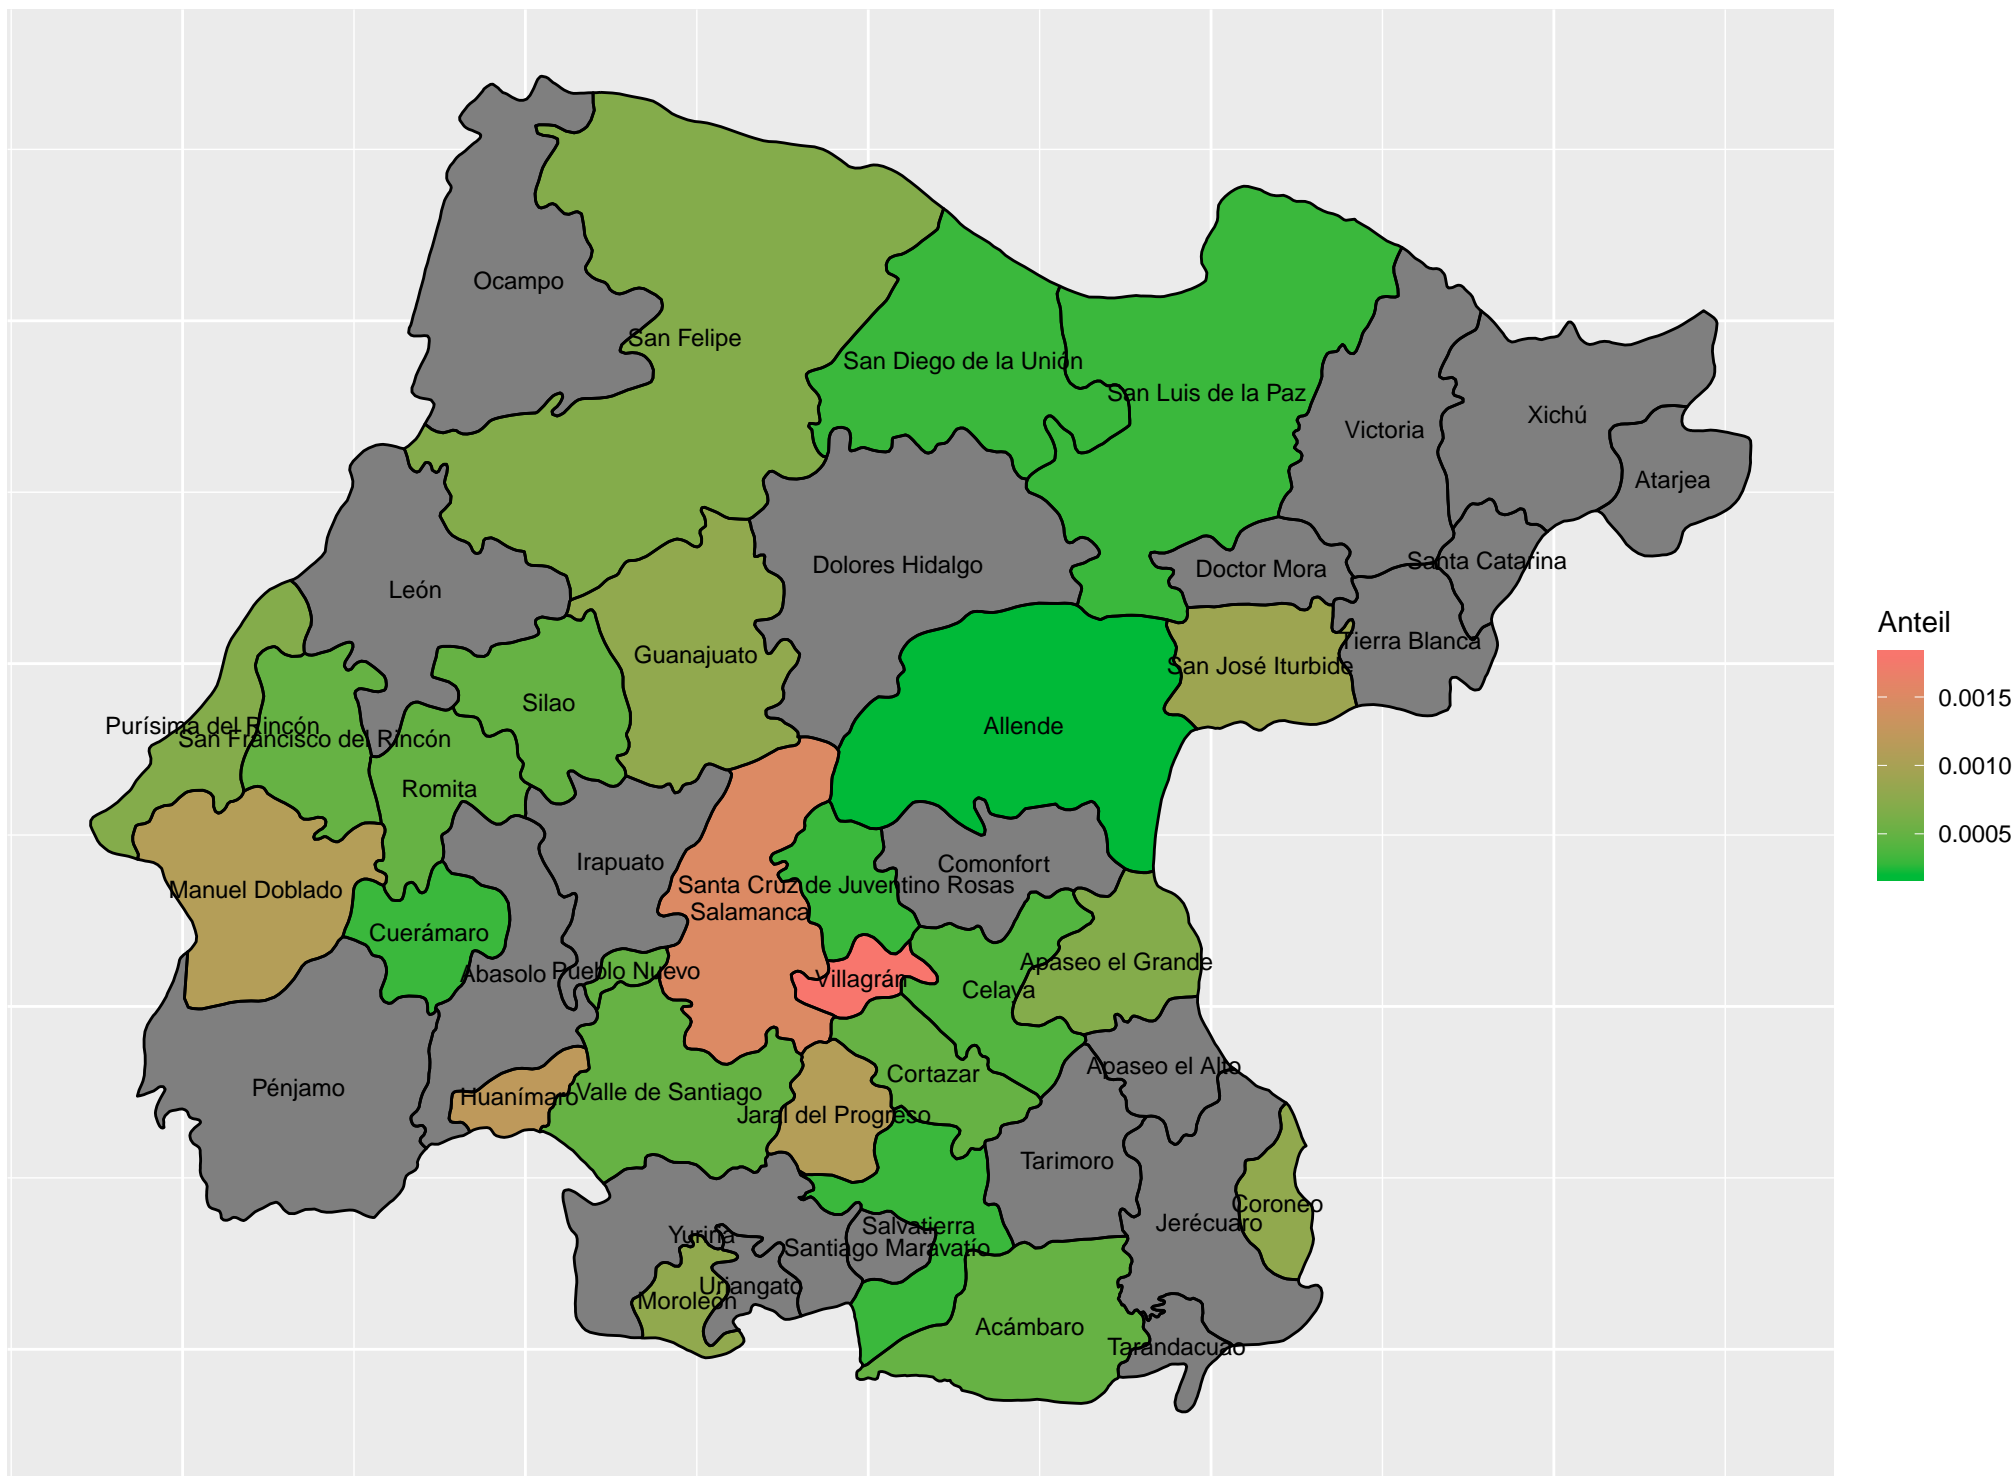 Ocampo
San Felipe
San Diego de la Unión
San Luis de la Paz
Victoria
Xichú
Atarjea
León
Dolores Hidalgo
Doctor Mora
Santa Catarina
Guanajuato
Tierra Blanca
San José Iturbide
Silao
Allende
Purísima del Rincón
San Francisco del Rincón
Romita
Irapuato
Comonfort
Manuel Doblado
Santa Cruz de Juventino Rosas
Salamanca
Cuerámaro
Abasolo
Pueblo Nuevo
Villagrán
Celaya
Apaseo el Grande
Pénjamo
Huanímaro
Valle de Santiago
Jaral del Progreso
Cortazar
Apaseo el Alto
Tarimoro
Coroneo
Jerécuaro
Yuriria
Salvatierra
Santiago Maravatío
Uriangato
Moroleón
Acámbaro
Tarandacuao
Anteil
0.0015
0.0010
0.0005